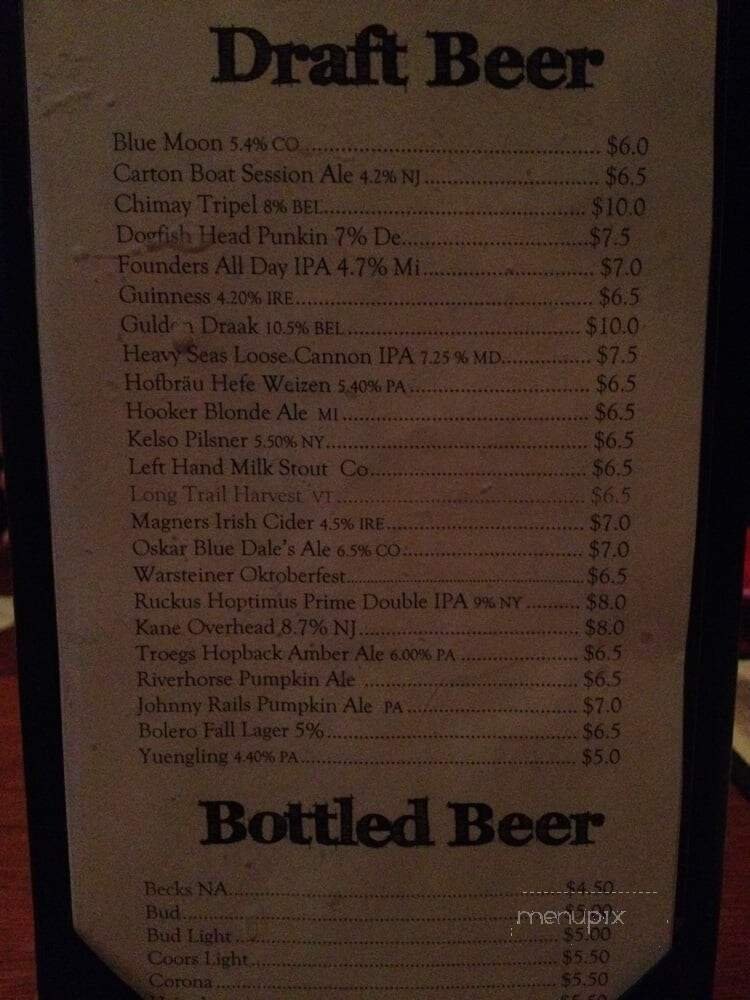 Draft Beer
Blue Moon 5.4% CO $6.0
Carton Boat Session Ale 4.2% NJ $6.5
Chimay Tripel 8% BEL $10.0
Dogfish Head Punkin 7% De $7.5
Founders All Day IPA 4.7% Mi $7.0
Guinness 4.20% IRE $6.5
Gulden Draak 10.5% BEL $10.0
Heavy Seas Loose Cannon IPA 7.25 % MD $7.5
Hofbräu Hefe Weizen 5.40% PA $6.5
Hooker Blonde Ale MI $6.5
Kelso Pilsner 5.50% NY $6.5
Left Hand Milk Stout Co $6.5
Long Trail Harvest VT $6.5
Magners Irish Cider 4.5% IRE $7.0
Oskar Blue Dale's Ale 6.5% CO $7.0
Warsteiner Oktoberfest $6.5
Ruckus Hoptimus Prime Double IPA 9% NY $8.0
Kane Overhead 8.7% NJ $8.0
Troegs Hopback Amber Ale 6.00% PA $6.5
Riverhorse Pumpkin Ale $6.5
Johnny Rails Pumpkin Ale PA $7.0
Bolero Fall Lager 5% $6.5
Yuengling 4.40% PA $5.0
Bottled Beer
Becks NA $4.50
Bud $5.00
menupix
Bud Light $5.00
Coors Light $5.50
Corona $5.50